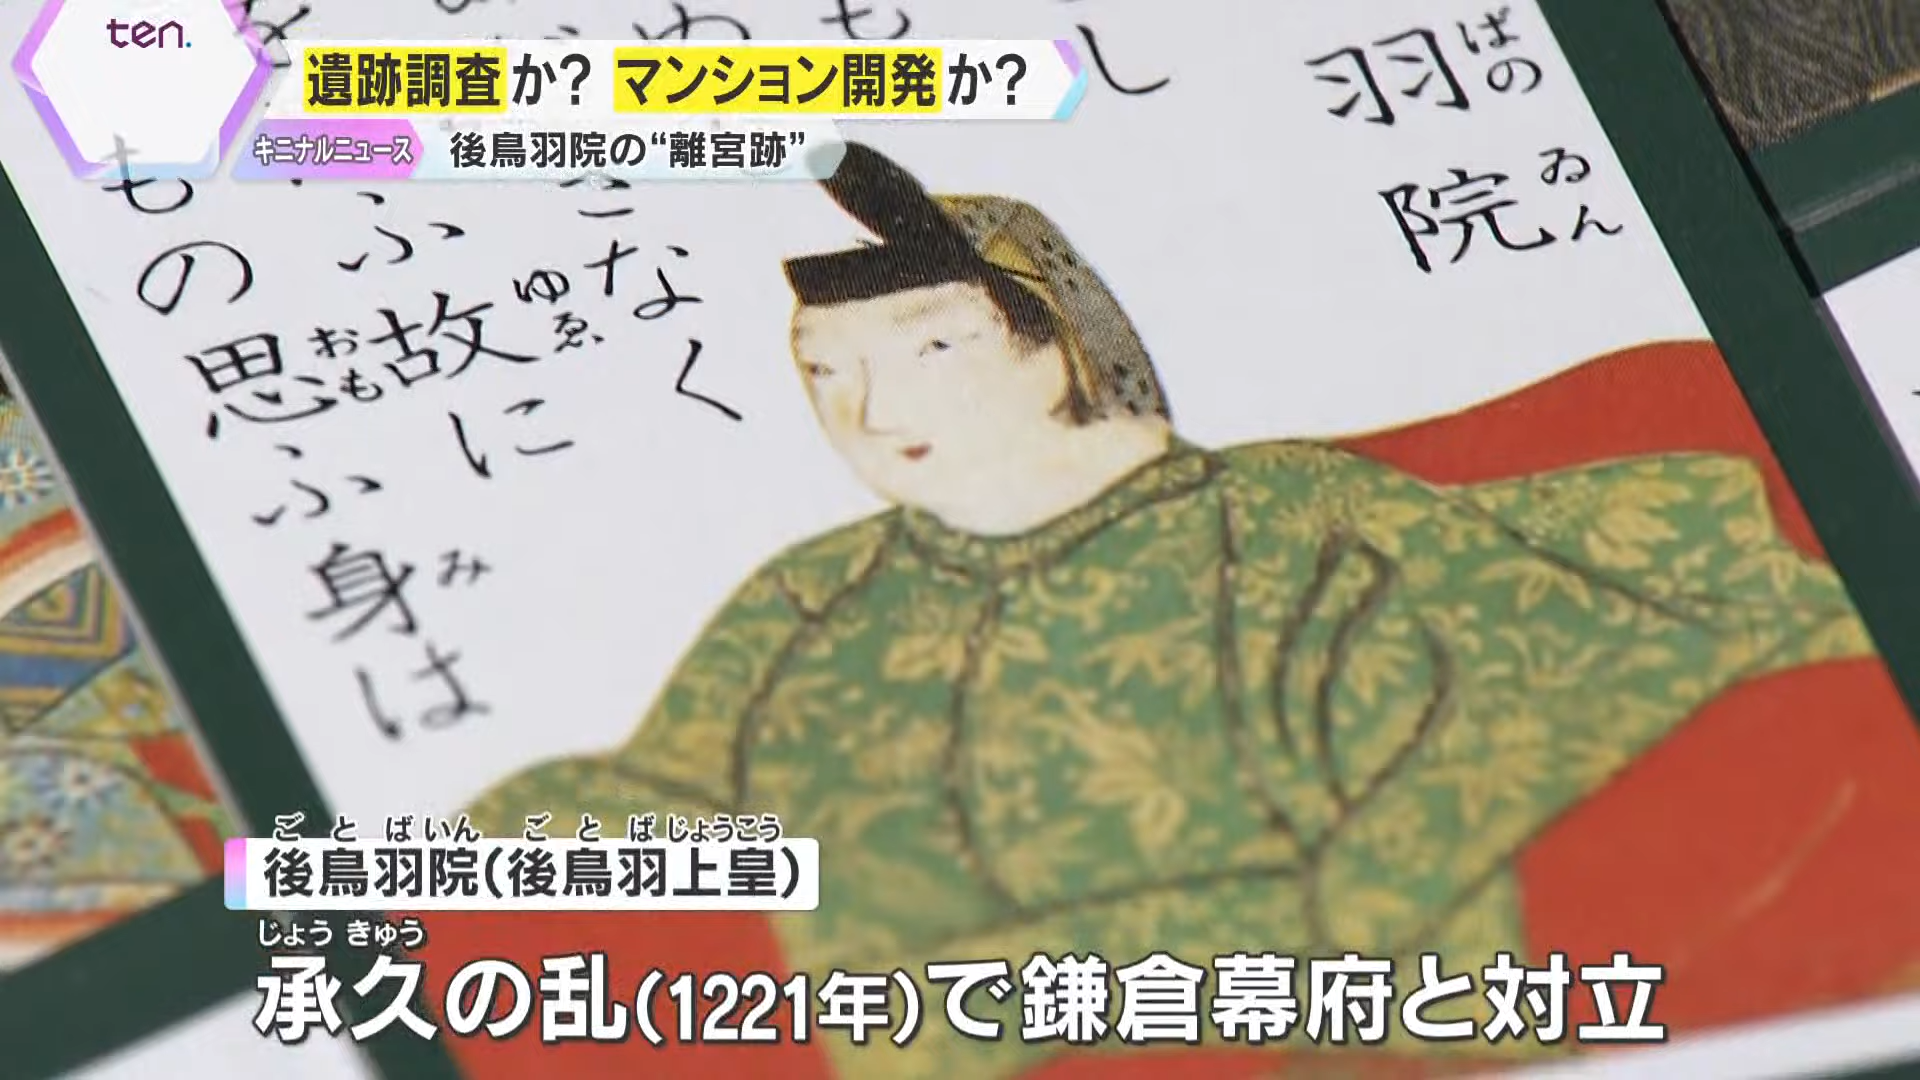 ten.
遺跡調査か？ マンション開発か？
キニナルニュース
後鳥羽院の“離宮跡”
羽院
ばの
ゐん
し
も
なく
ふ故に
ゆゑ
もの思ふ身は
おも
み
ごとばいん ごとばじょうこう
後鳥羽院(後鳥羽上皇)
じょうきゅう
承久の乱(1221年)で鎌倉幕府と対立